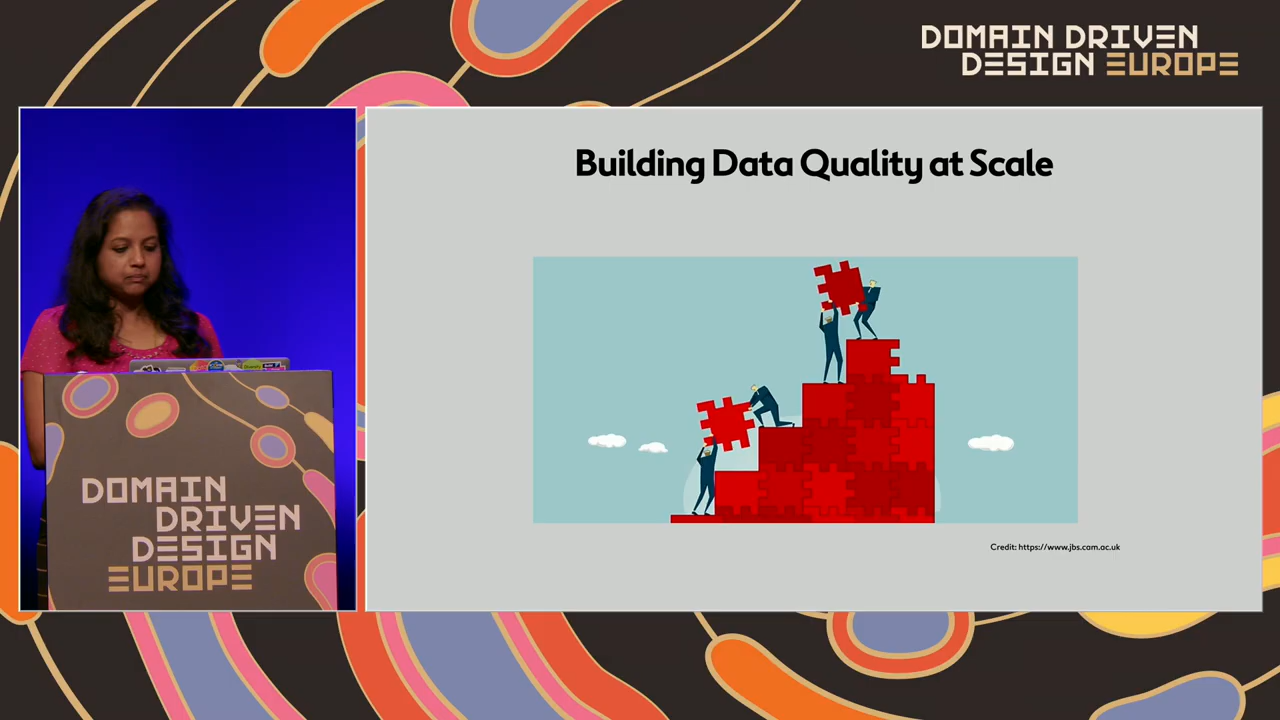 DOMAIN DRIVEN
DESIGN EUROPE
Building Data Quality at Scale
Credit: https://www.jbs.cam.ac.uk
DOMAIN
DRIVEN
DESIGN
EUROPE